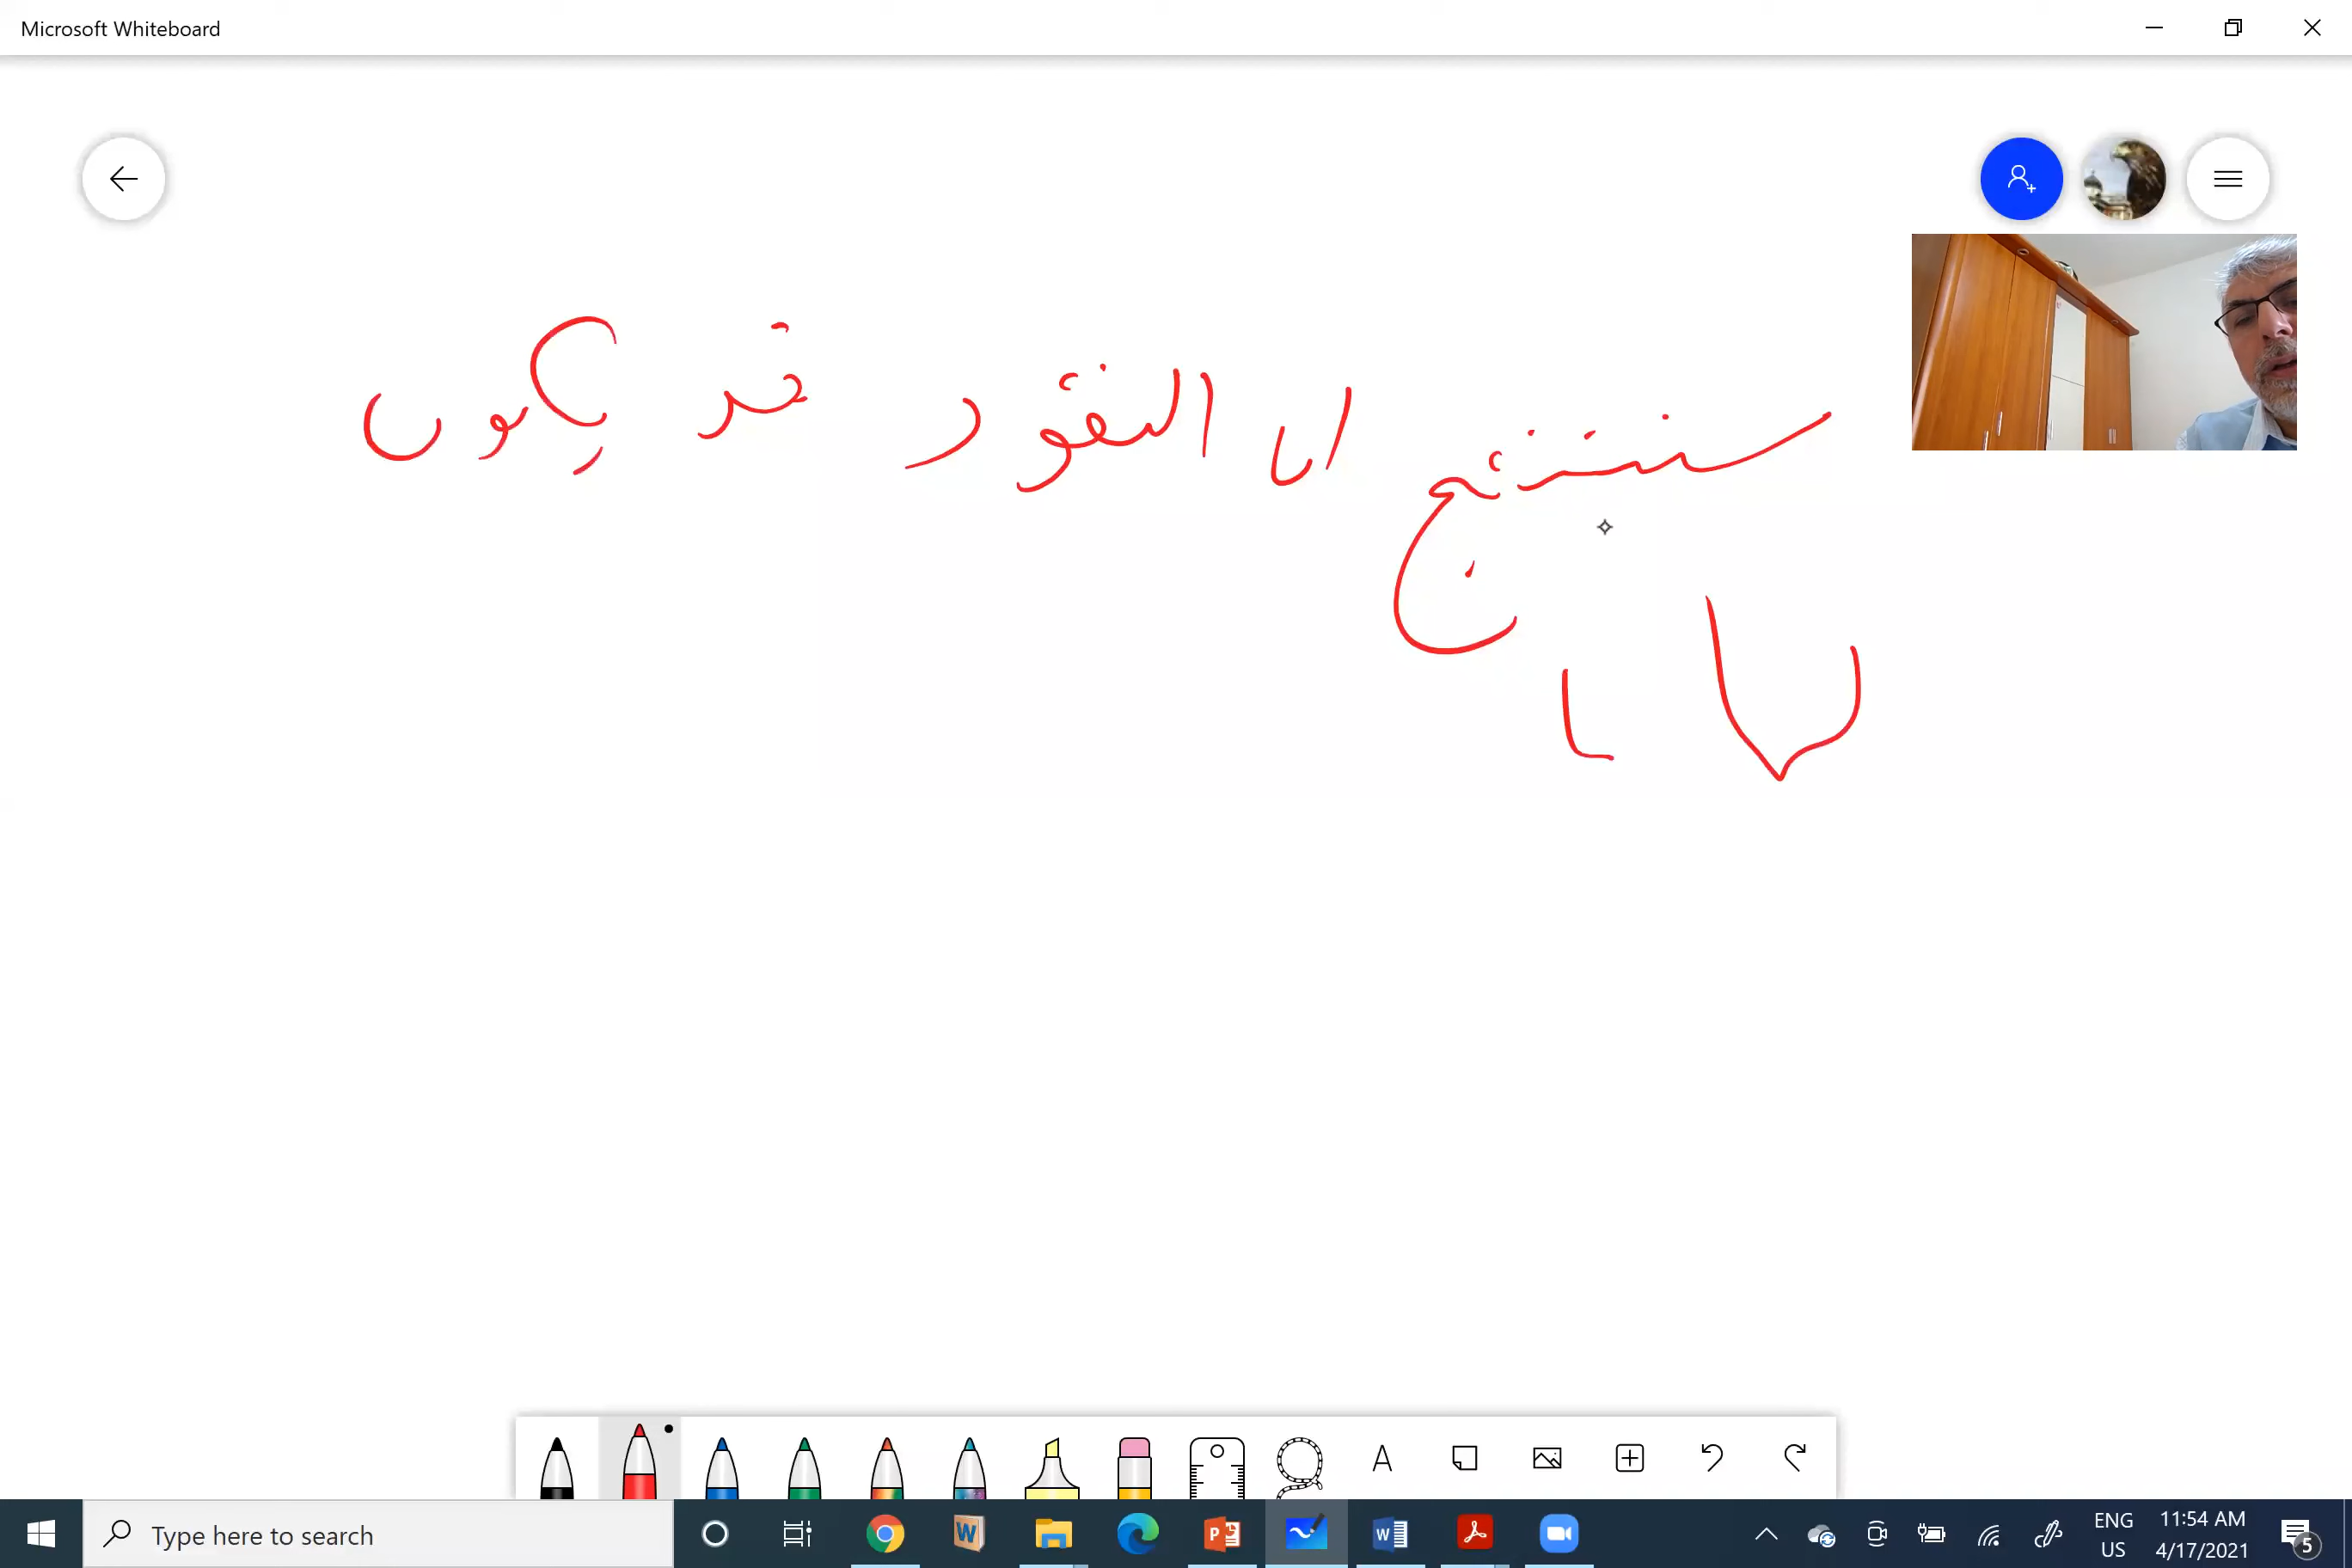 Microsoft Whiteboard
نستنتج ان النقود قد يكون
Type here to search
ENG
US
11:54 AM
4/17/2021
5